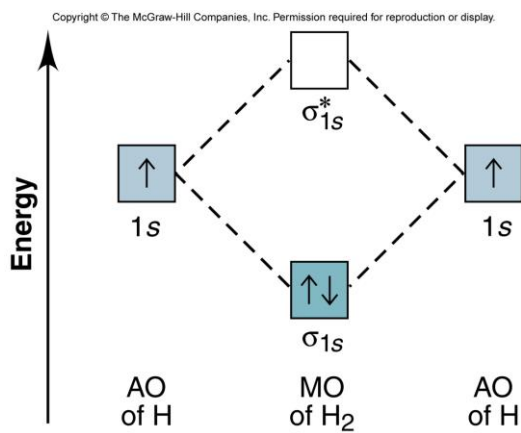 Copyright © The McGraw-Hill Companies, Inc. Permission required for reproduction or display.
σ*1s
↑ ↑
1s 1s
Energy
↑↓
σ1s
AO MO AO
of H of H2 of H